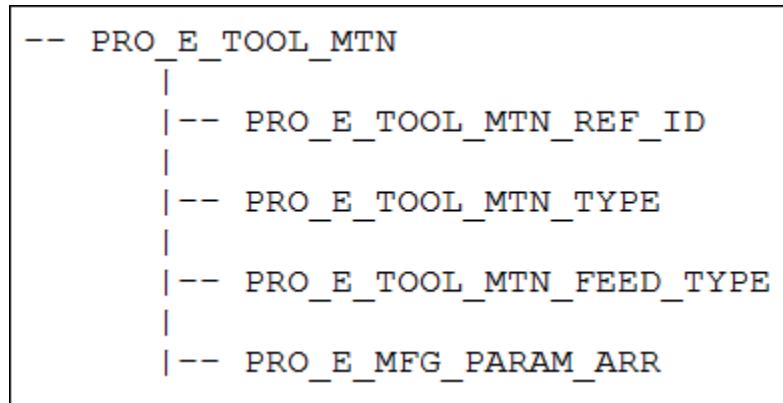 -- PRO_E_TOOL_MTN
|
|-- PRO_E_TOOL_MTN_REF_ID
|
|-- PRO_E_TOOL_MTN_TYPE
|
|-- PRO_E_TOOL_MTN_FEED_TYPE
|
|-- PRO_E_MFG_PARAM_ARR